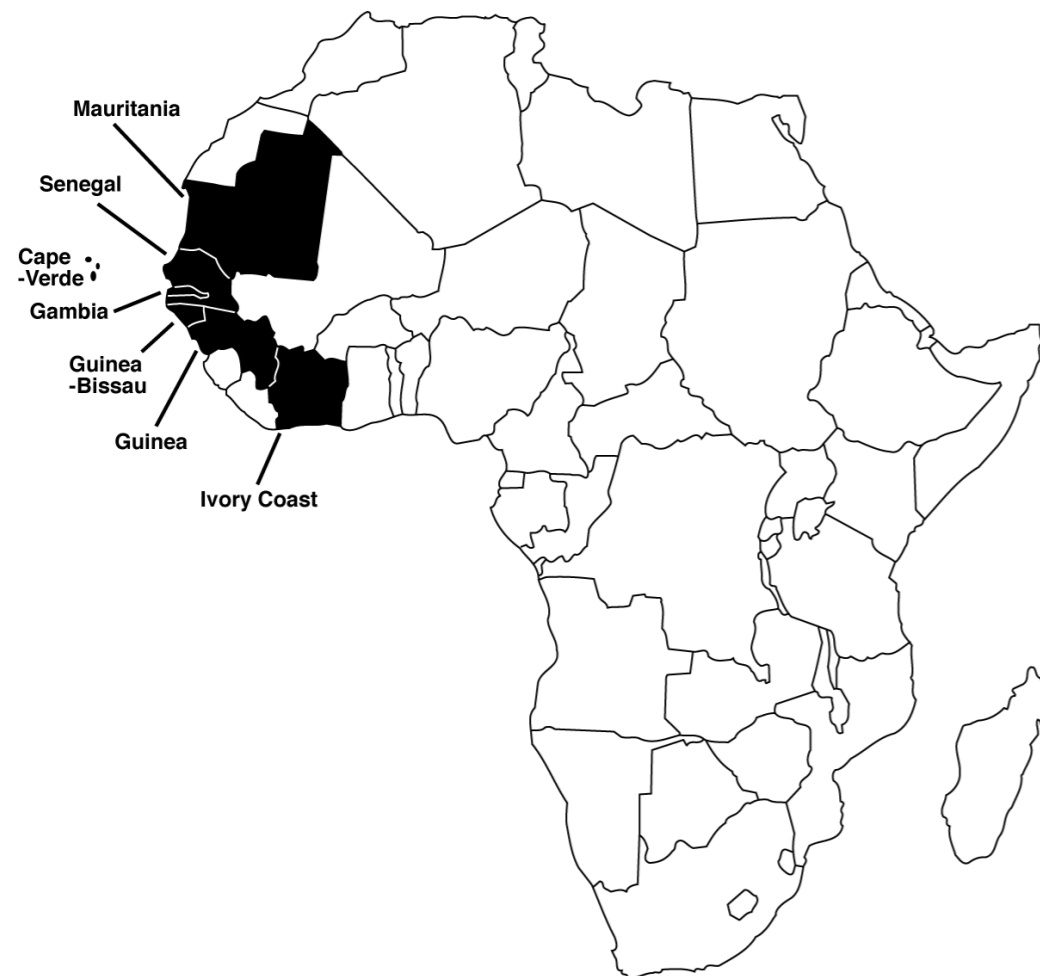 Mauritania
Senegal
Cape
-Verde
Gambia
Guinea
-Bissau
Guinea
Ivory Coast